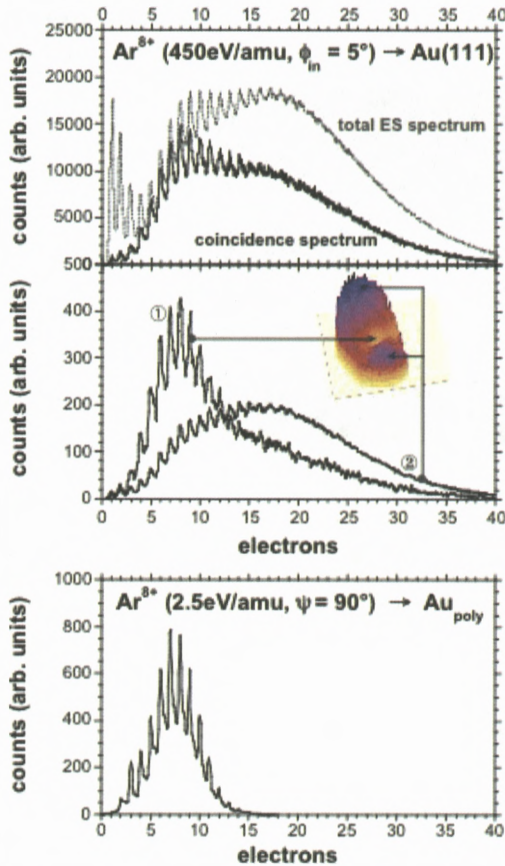 25000
Ar⁸⁺ (450eV/amu, ϕin = 5°) → Au(111)
20000
15000
total ES spectrum
10000
5000
coincidence spectrum
500
0 5 10 15 20 25 30 35 40
counts (arb. units)
400
①
300
200
②
100
0
0 5 10 15 20 25 30 35 40
counts (arb. units)
electrons
1000
Ar⁸⁺ (2.5eV/amu, ψ = 90°) → Aupoly
800
600
400
200
0
0 5 10 15 20 25 30 35 40
counts (arb. units)
electrons